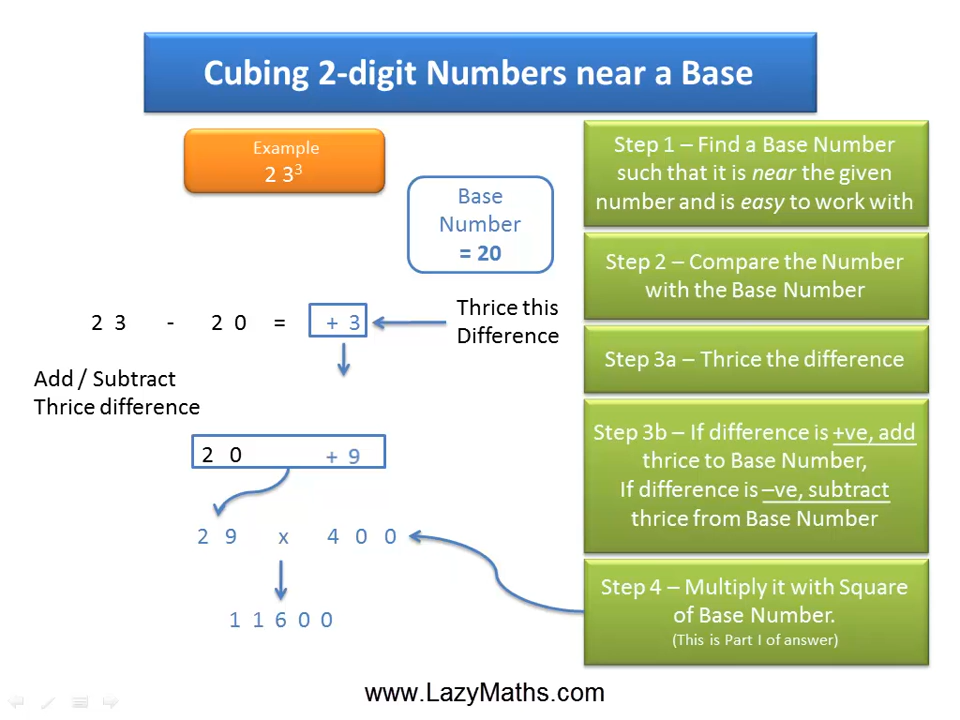 Cubing 2-digit Numbers near a Base
Example
2 3³
Base
Number
= 20
2 3 - 2 0 = + 3
Thrice this
Difference
Add / Subtract
Thrice difference
2 0 + 9
2 9 x 4 0 0
1 1 6 0 0
Step 1 – Find a Base Number
such that it is near the given
number and is easy to work with
Step 2 – Compare the Number
with the Base Number
Step 3a – Thrice the difference
Step 3b – If difference is +ve, add
thrice to Base Number,
If difference is –ve, subtract
thrice from Base Number
Step 4 – Multiply it with Square
of Base Number.
(This is Part I of answer)
www.LazyMaths.com